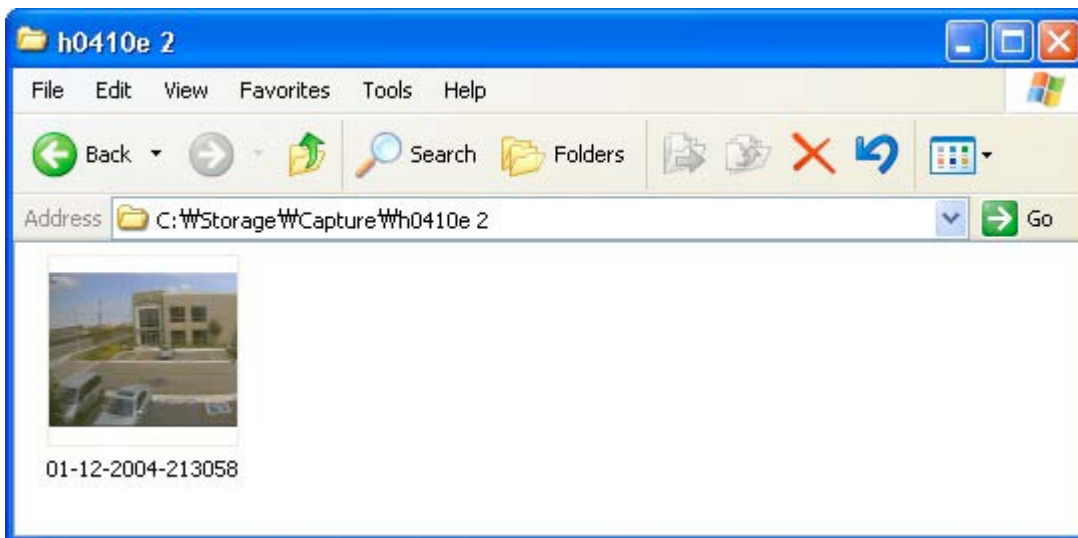 h0410e 2
File Edit View Favorites Tools Help
Back Search Folders
Address C:₩Storage₩Capture₩h0410e 2 Go
01-12-2004-213058